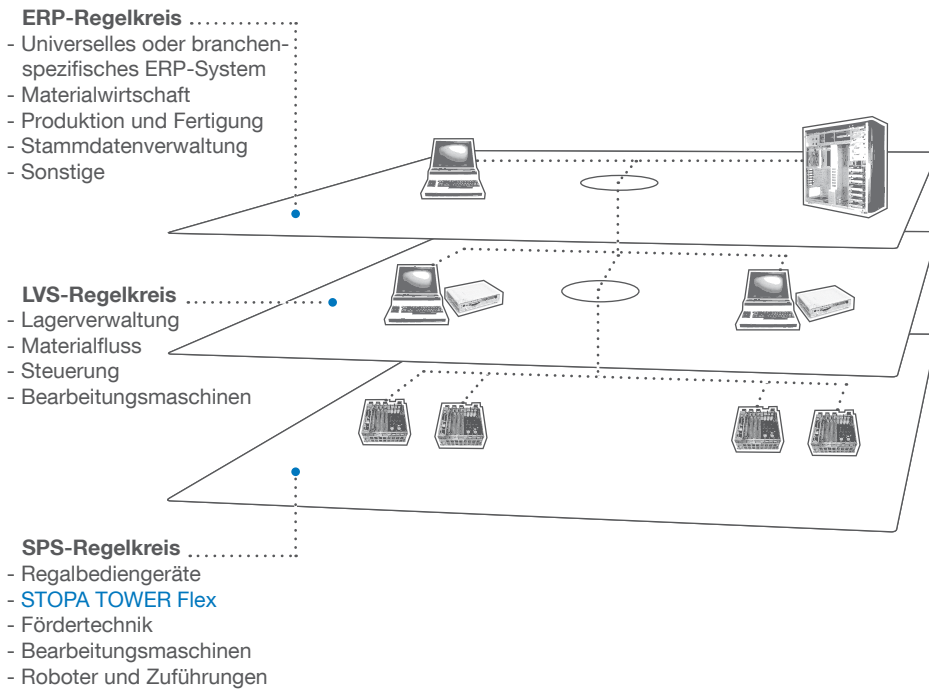 ERP-Regelkreis
- Universelles oder branchen-
spezifisches ERP-System
- Materialwirtschaft
- Produktion und Fertigung
- Stammdatenverwaltung
- Sonstige
LVS-Regelkreis
- Lagerverwaltung
- Materialfluss
- Steuerung
- Bearbeitungsmaschinen
SPS-Regelkreis
- Regalbediengeräte
- STOPA TOWER Flex
- Fördertechnik
- Bearbeitungsmaschinen
- Roboter und Zuführungen